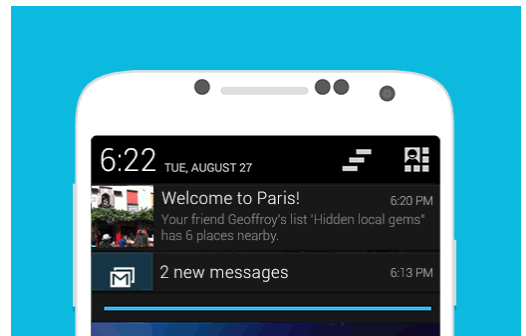 6:22 TUE, AUGUST 27
Welcome to Paris! 6:20 PM
Your friend Geoffroy's list "Hidden local gems"
has 6 places nearby.
2 new messages 6:13 PM